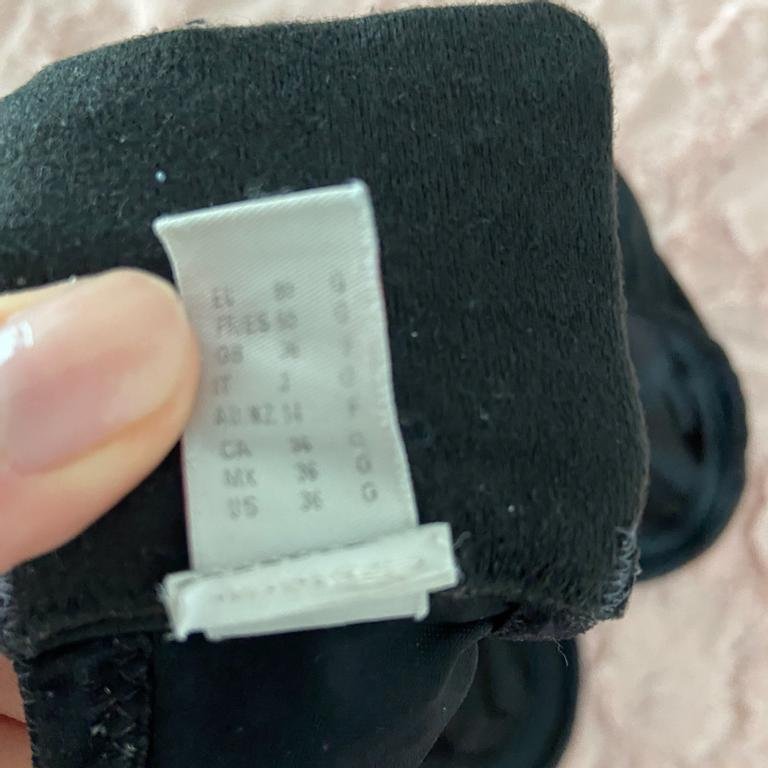 EU 80 G
FR/ES 95 G
GB 36 F
IT 3 G
AU/NZ 14 F
CA 36 G
MX 36 G
US 36 G